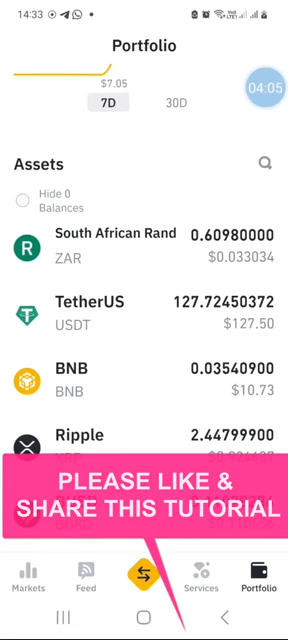 14:33
04:05
Portfolio
$7.05
7D 30D
Assets
Hide 0
Balances
South African Rand 0.60980000
ZAR $0.033034
TetherUS 127.72450372
USDT $127.50
BNB 0.03540900
BNB $10.73
Ripple 2.44799900
PLEASE LIKE &
SHARE THIS TUTORIAL
Markets Feed Services Portfolio